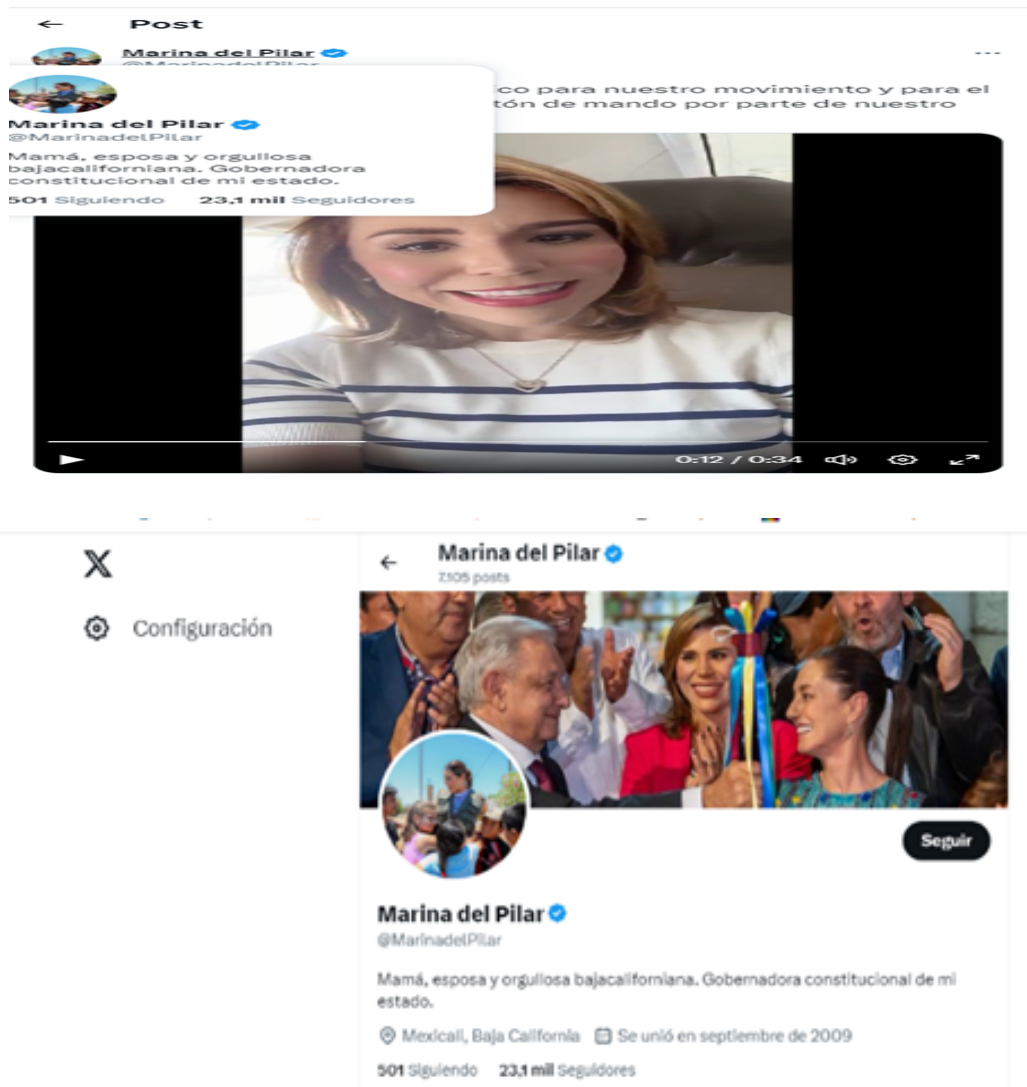 Post
Marina del Pilar
@MarinadelPilar
co para nuestro movimiento y para el
tón de mando por parte de nuestro
Marina del Pilar
@MarinadelPilar
Mamá, esposa y orgullosa
bajacaliforniana. Gobernadora
constitucional de mi estado.
501 Siguiendo 23,1 mil Seguidores
0:12 / 0:34
X
Configuración
Marina del Pilar
7.105 posts
Seguir
Marina del Pilar
@MarinadelPilar
Mamá, esposa y orgullosa bajacaliforniana. Gobernadora constitucional de mi
estado.
Mexicali, Baja California Se unió en septiembre de 2009
501 Siguiendo 23,1 mil Seguidores